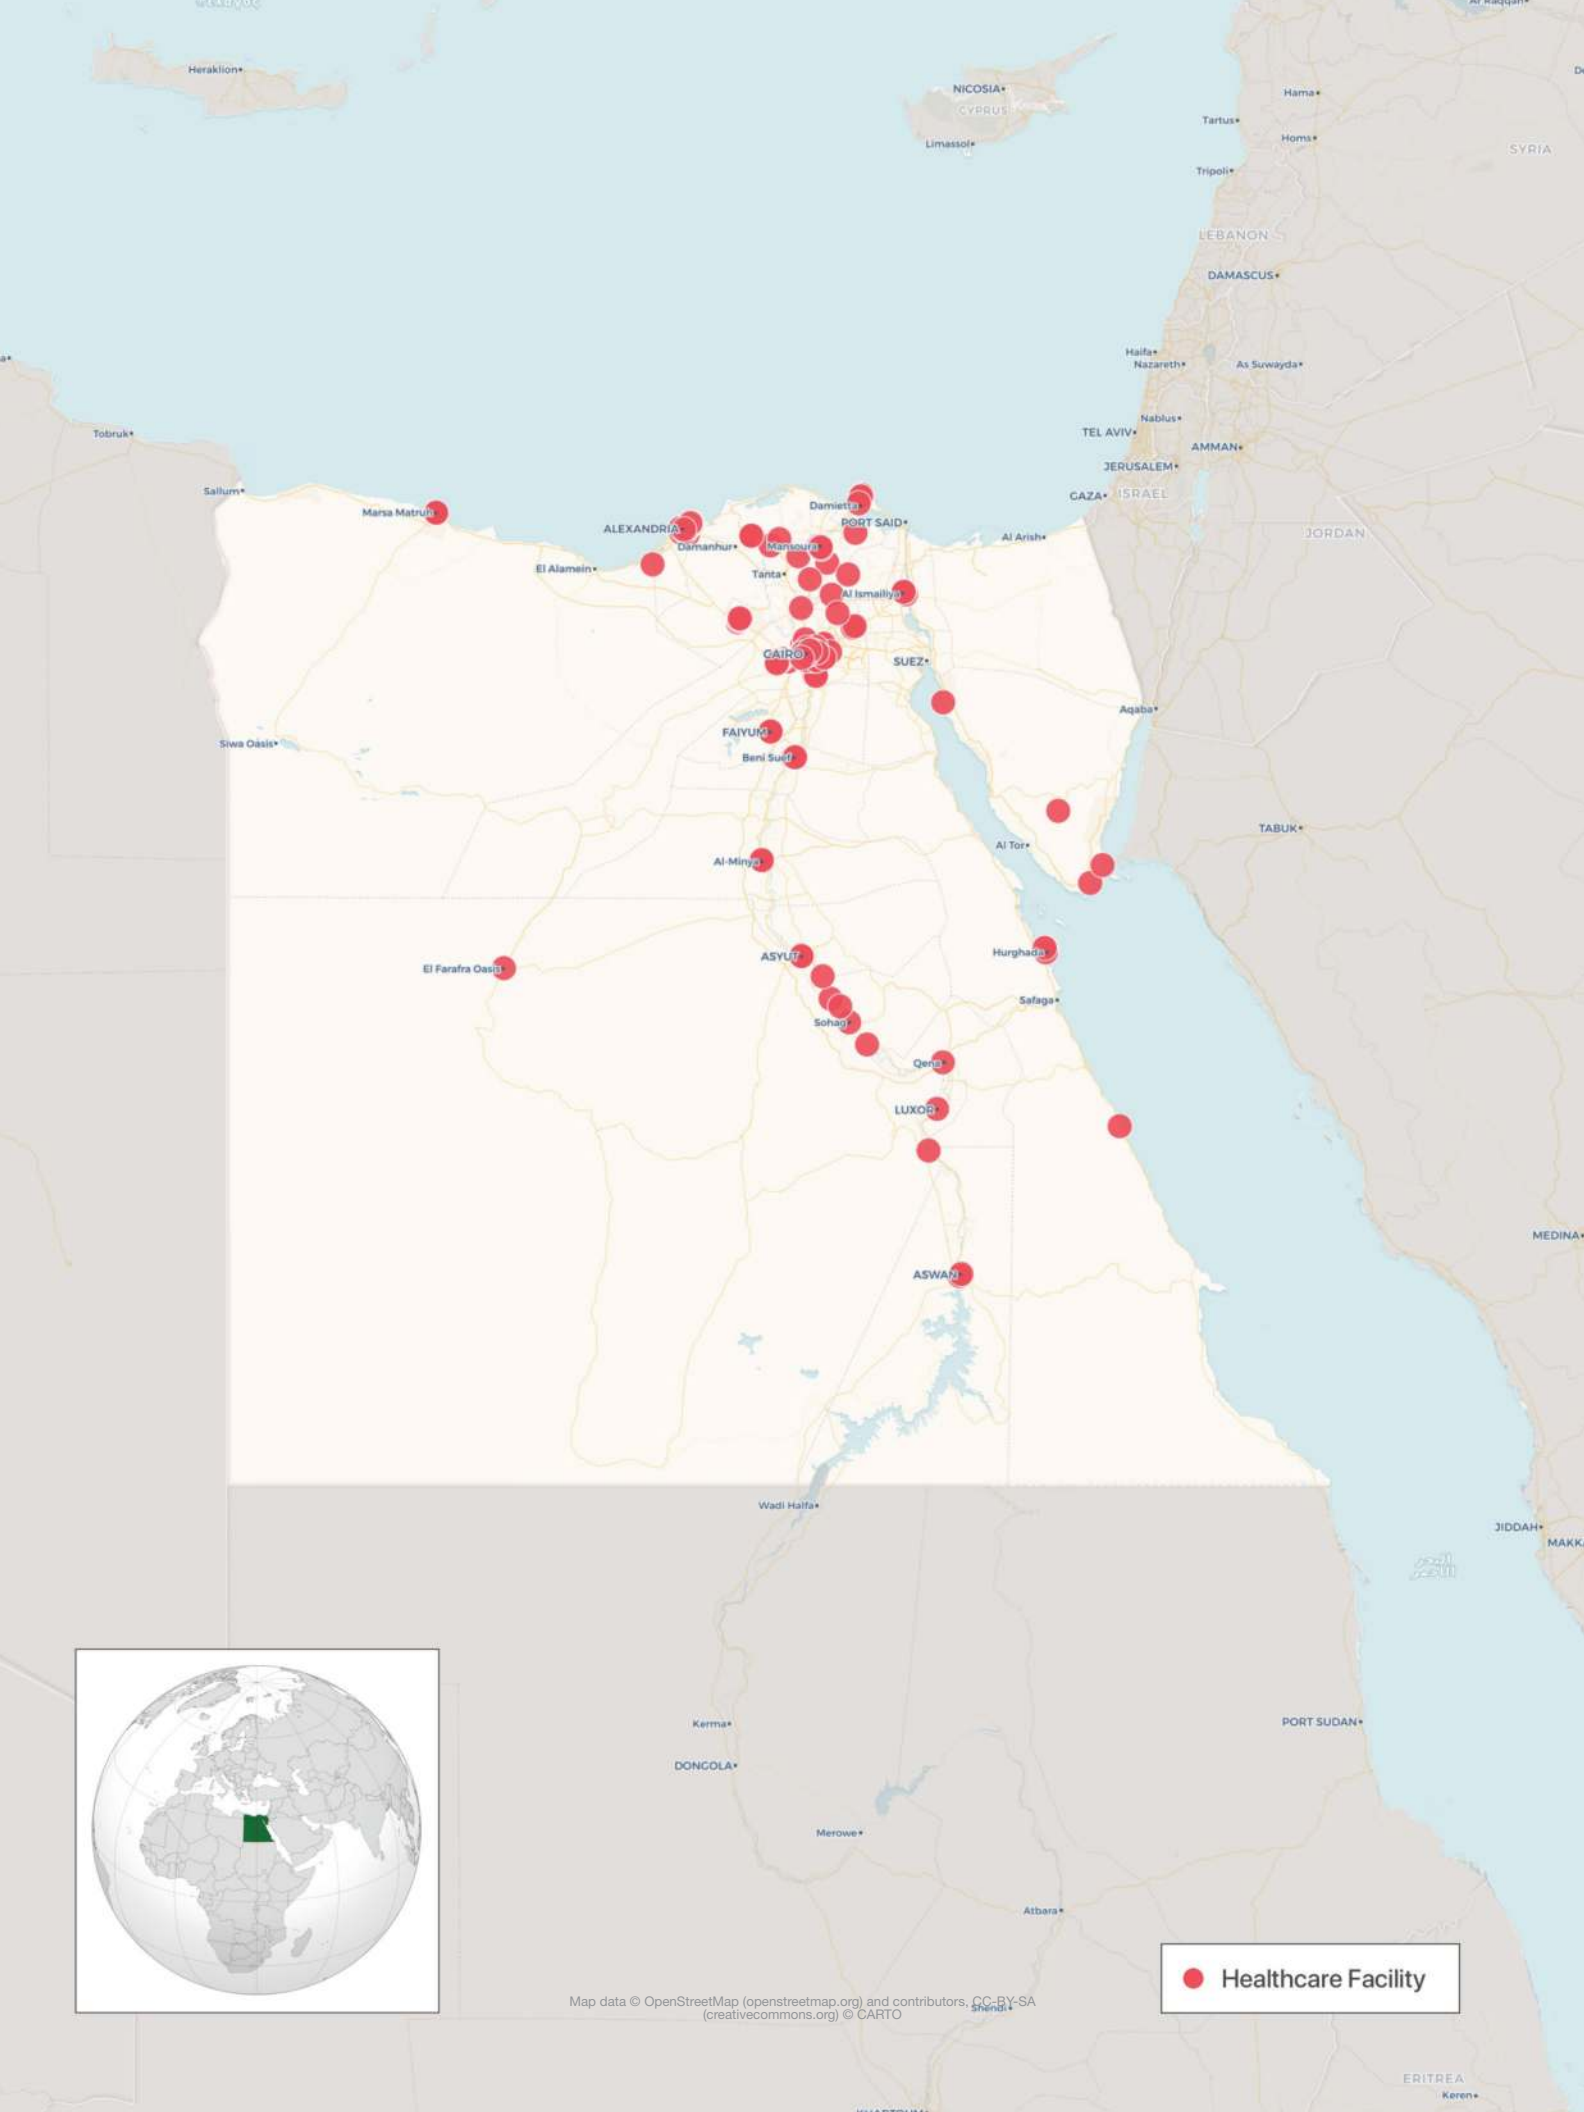 Heraklion
NICOSIA
CYPRUS
Limassol
Hama
Tartus
Homs
SYRIA
Tripoli
LEBANON
DAMASCUS
Haifa
Nazareth
As Suwayda
Nablus
TEL AVIV
AMMAN
Tobruk
JERUSALEM
Sallum
GAZA
ISRAEL
Marsa Matruh
Damietta
ALEXANDRIA
PORT SAID
JORDAN
Al Arish
Damanhur
Mansoura
El Alamein
Tanta
Al Ismailiya
CAIRO
SUEZ
Aqaba
FAIYUM
Siwa Oasis
Beni Suef
TABUK
Al Tor
Al-Minya
Hurghada
ASYUT
El Farafra Oasis
Safaga
Sohag
Qena
LUXOR
MEDINA
ASWAN
Wadi Halfa
JIDDAH
البحر
الأحمر
PORT SUDAN
Kerma
DONGOLA
Merowe
Atbara
Healthcare Facility
Map data © OpenStreetMap (openstreetmap.org) and contributors, CC-BY-SA
(creativecommons.org) © CARTO
Shendi
ERITREA
Keren